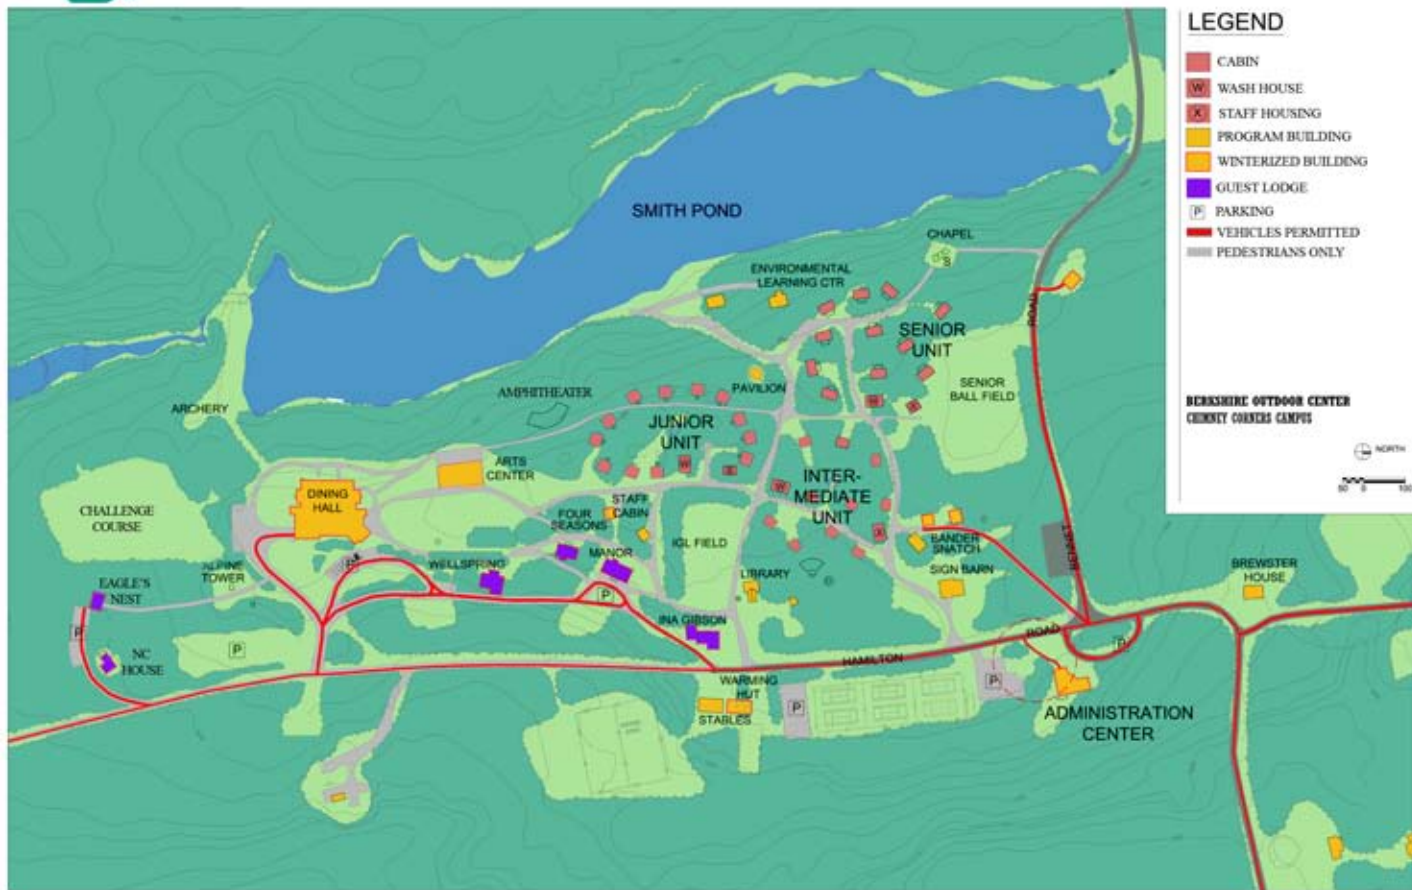 LEGEND
CABIN
W WASH HOUSE
X STAFF HOUSING
PROGRAM BUILDING
WINTERIZED BUILDING
GUEST LODGE
P PARKING
VEHICLES PERMITTED
PEDESTRIANS ONLY
BERKSHIRE OUTDOOR CENTER
CHIMNEY CORNERS CAMPUS
NORTH
50 0 100
SMITH POND
CHAPEL
ENVIRONMENTAL
LEARNING CTR
ROAD
SENIOR
UNIT
SENIOR
BALL FIELD
PAVILION
AMPHITHEATER
ARCHERY
JUNIOR
UNIT
W
ARTS
CENTER
INTER-
MEDIATE
UNIT
W
X
DINING
HALL
CHALLENGE
COURSE
STAFF
CABIN
FOUR
SEASONS
IGL FIELD
MANOR
BANDER
SNATCH
SIGN BARN
LIBRARY
WELLSPRING
ALPINE
TOWER
EAGLE'S
NEST
P
P
NC
HOUSE
P
INA GIBSON
BREWSTER
HOUSE
HAMILTON
ROAD
P
P
P
WARMING
HUT
STABLES
ADMINISTRATION
CENTER